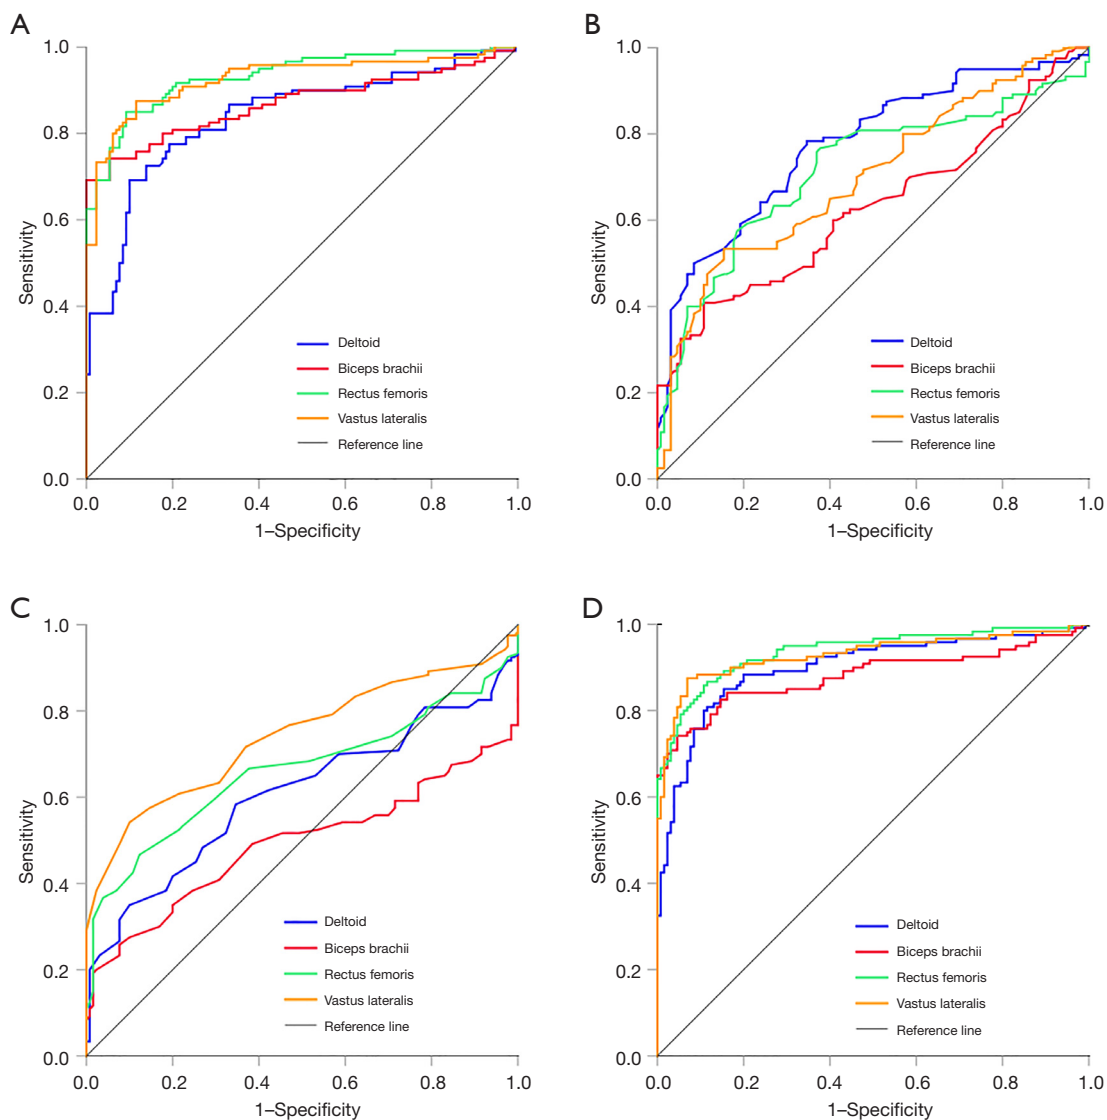 A
1.0
0.8
0.6
0.4
0.2
0.0
Sensitivity
Deltoid
Biceps brachii
Rectus femoris
Vastus lateralis
Reference line
0.0 0.2 0.4 0.6 0.8 1.0
1–Specificity
B
1.0
0.8
0.6
0.4
0.2
0.0
Sensitivity
Deltoid
Biceps brachii
Rectus femoris
Vastus lateralis
Reference line
0.0 0.2 0.4 0.6 0.8 1.0
1–Specificity
C
1.0
0.8
0.6
0.4
0.2
0.0
Sensitivity
Deltoid
Biceps brachii
Rectus femoris
Vastus lateralis
Reference line
0.0 0.2 0.4 0.6 0.8 1.0
1–Specificity
D
1.0
0.8
0.6
0.4
0.2
0.0
Sensitivity
Deltoid
Biceps brachii
Rectus femoris
Vastus lateralis
Reference line
0.0 0.2 0.4 0.6 0.8 1.0
1–Specificity